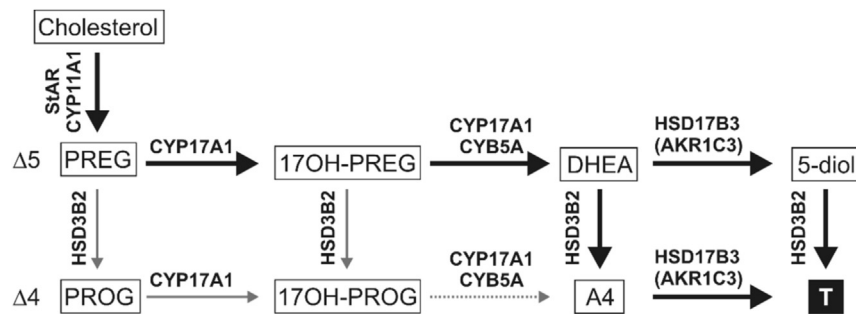 Cholesterol
StAR
CYP11A1
CYP17A1
CYP17A1
CYB5A
HSD17B3
(AKR1C3)
Δ5
PREG
17OH-PREG
DHEA
5-diol
HSD3B2
HSD3B2
HSD3B2
HSD3B2
CYP17A1
CYP17A1
CYB5A
HSD17B3
(AKR1C3)
Δ4
PROG
17OH-PROG
A4
T